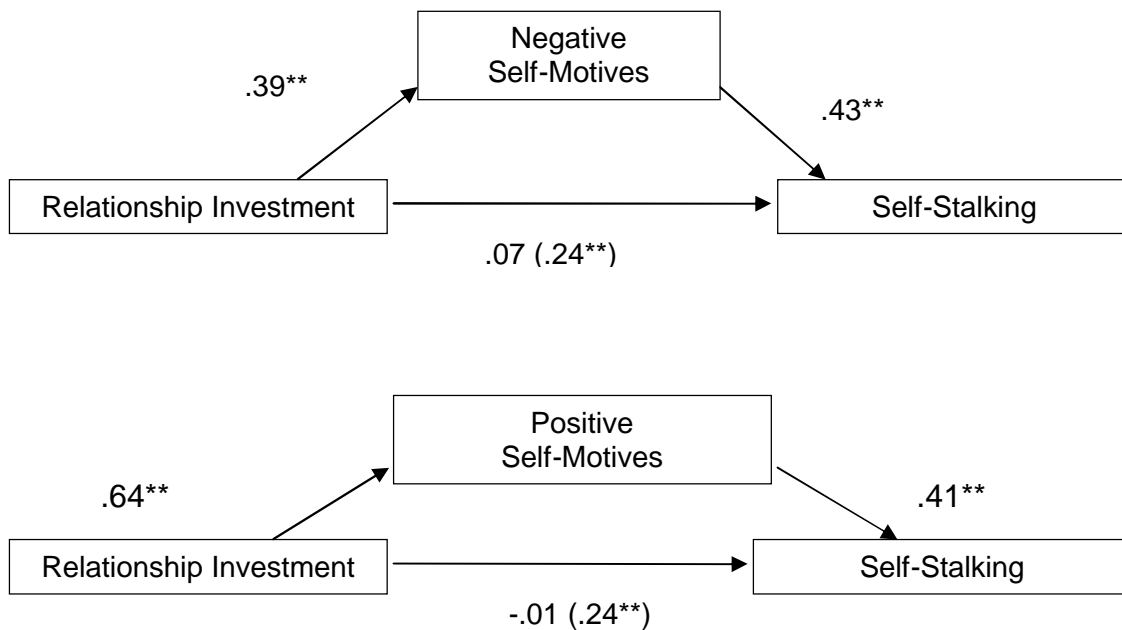 Negative
Self-Motives
.39**
.43**
Relationship Investment
Self-Stalking
.07 (.24**)
Positive
Self-Motives
.64**
.41**
Relationship Investment
Self-Stalking
-.01 (.24**)